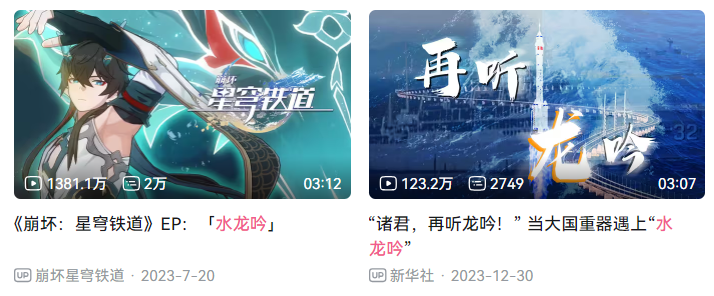 崩坏
星穹铁道
1381.1万
2万
03:12
《崩坏：星穹铁道》EP：「水龙吟」
UP 崩坏星穹铁道 · 2023-7-20
再听
龙吟
123.2万
2749
03:07
“诸君，再听龙吟！” 当大国重器遇上“水
龙吟”
UP 新华社 · 2023-12-30